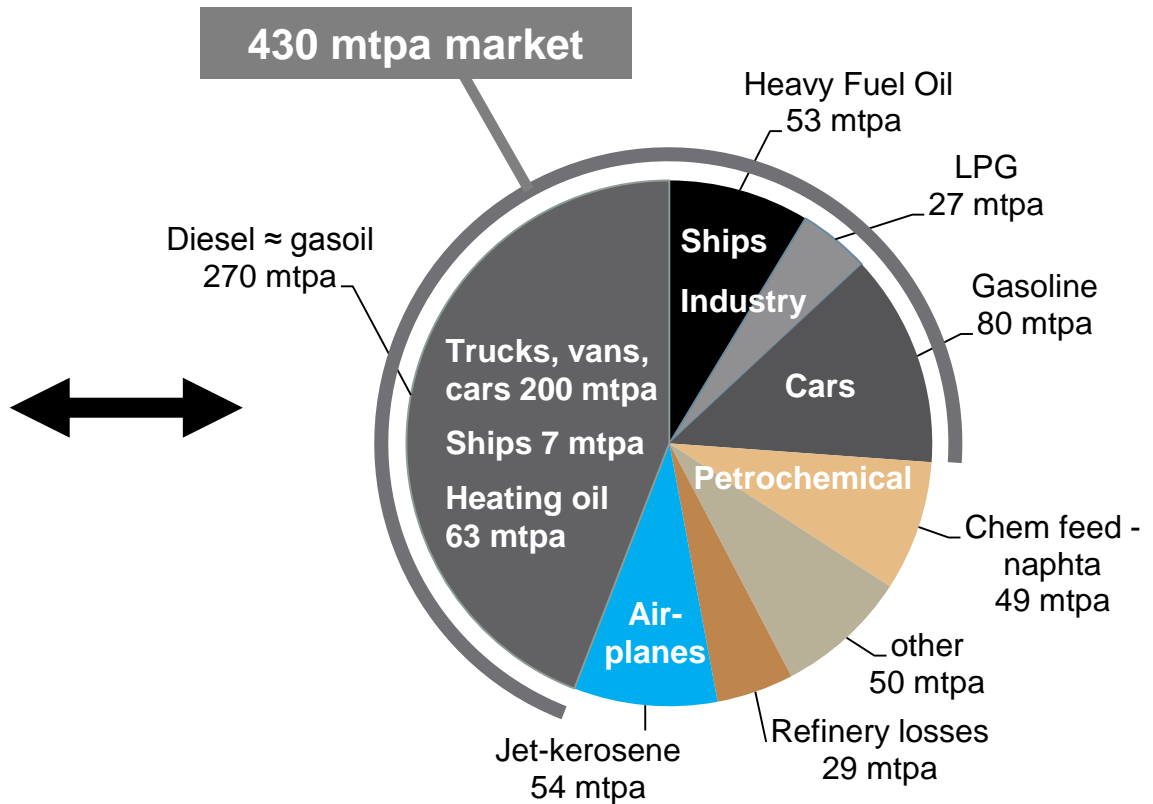 430 mtpa market
Heavy Fuel Oil
53 mtpa
LPG
27 mtpa
Gasoline
80 mtpa
Diesel ≈ gasoil
270 mtpa
Ships
Industry
Trucks, vans,
cars 200 mtpa
Ships 7 mtpa
Heating oil
63 mtpa
Cars
Petrochemical
Chem feed -
naphta
49 mtpa
other
50 mtpa
Air-
planes
Refinery losses
29 mtpa
Jet-kerosene
54 mtpa